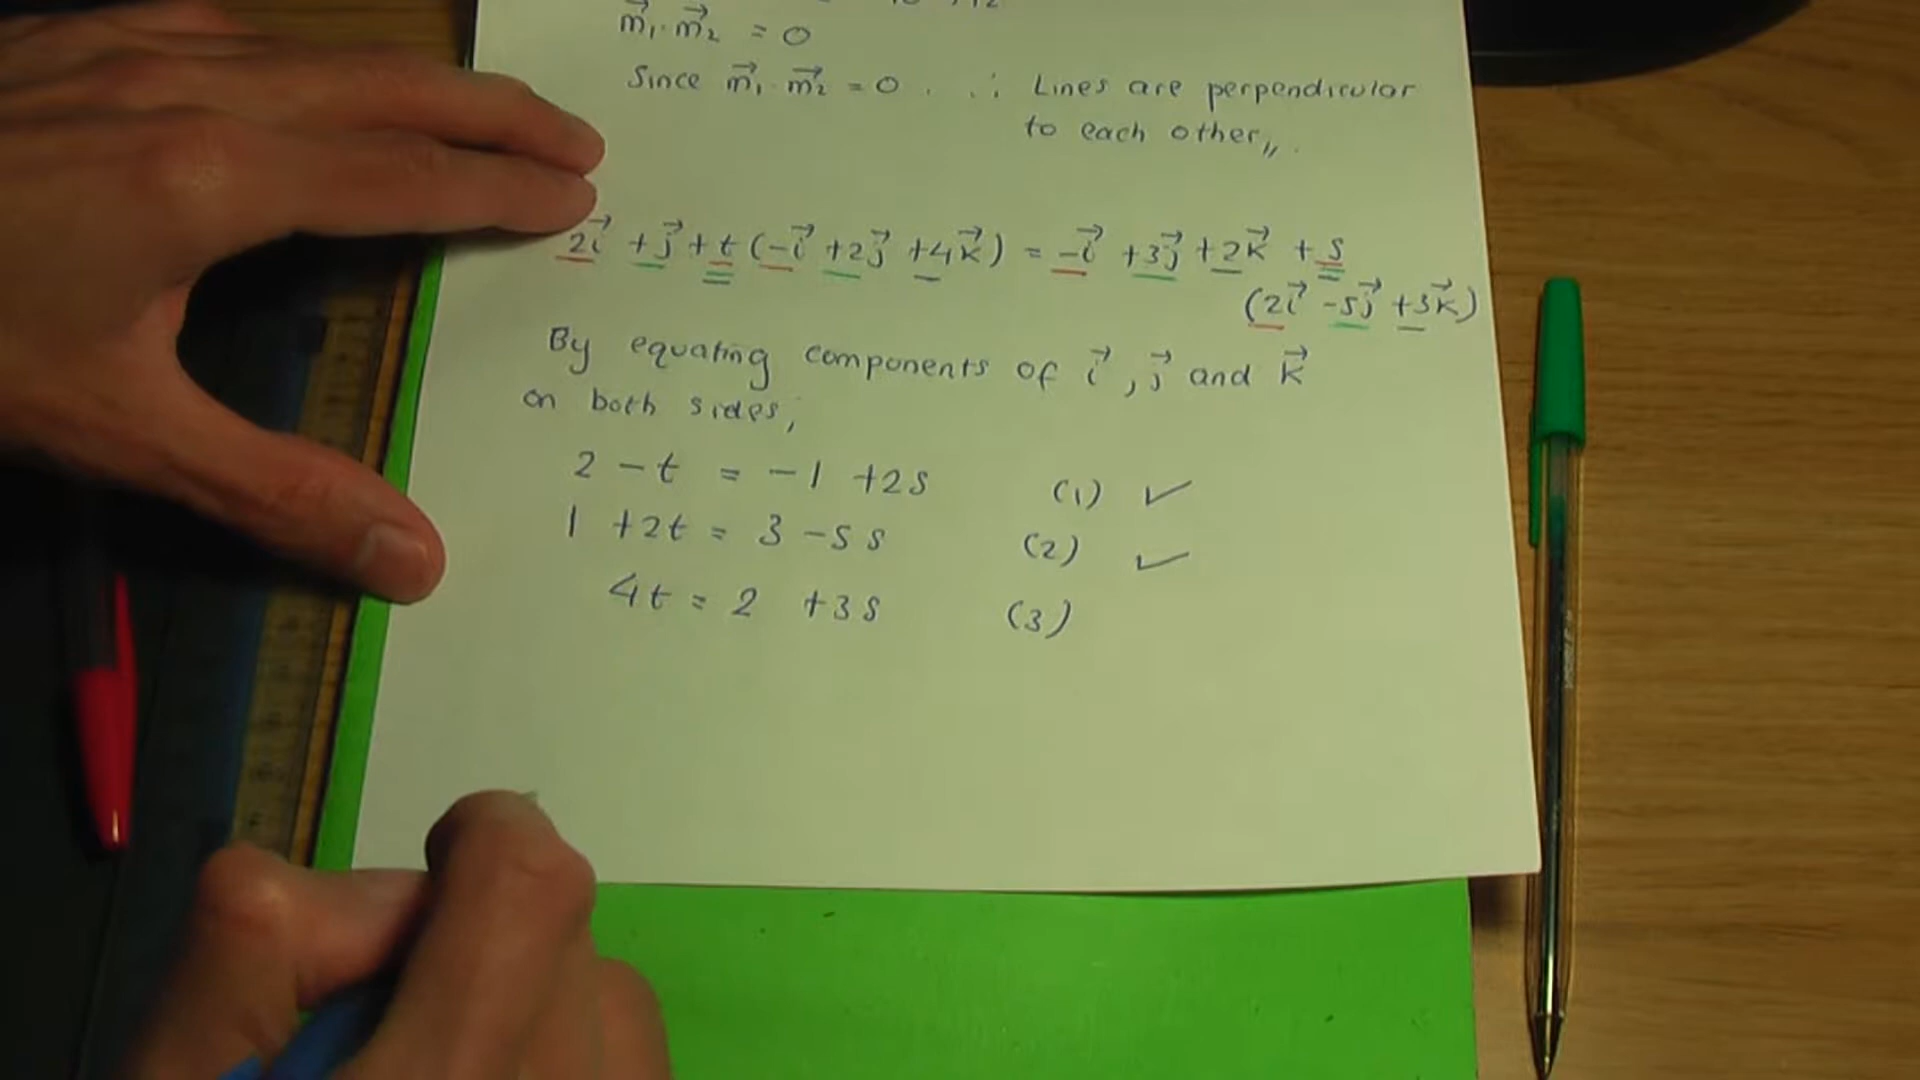 m⃗₁·m⃗₂ = 0
Since m⃗₁·m⃗₂ = 0 . ∴ Lines are perpendicular
to each other,, .
2i⃗ + j⃗ + t (-i⃗ +2j⃗ +4k⃗) = -i⃗ +3j⃗ +2k⃗ + s
(2i⃗ -5j⃗ +3k⃗)
By equating components of i⃗ , j⃗ and k⃗
on both sides,
2 - t = -1 +2s (1) ✓
1 +2t = 3 -5s (2) ✓
4t = 2 +3s (3)